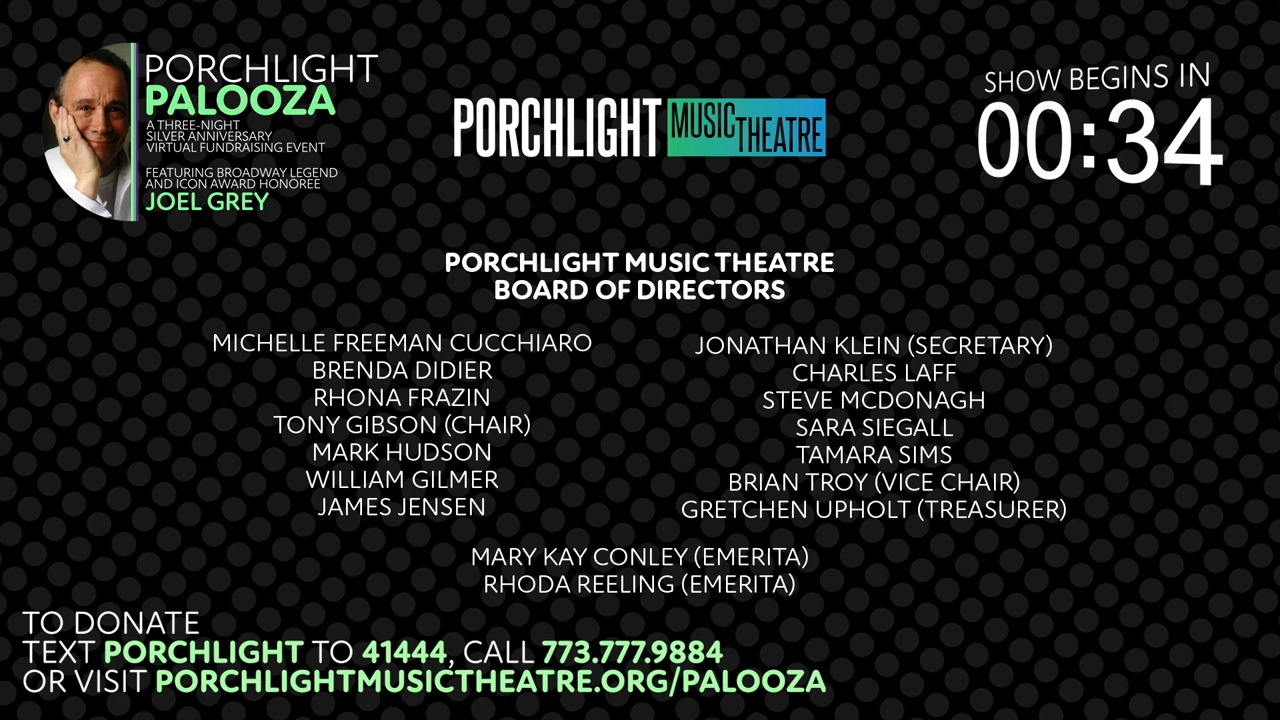 PORCHLIGHT
PALOOZA
A THREE-NIGHT
SILVER ANNIVERSARY
VIRTUAL FUNDRAISING EVENT
FEATURING BROADWAY LEGEND
AND ICON AWARD HONOREE
JOEL GREY
PORCHLIGHT MUSIC THEATRE
SHOW BEGINS IN
00:34
PORCHLIGHT MUSIC THEATRE
BOARD OF DIRECTORS
MICHELLE FREEMAN CUCCHIARO
BRENDA DIDIER
RHONA FRAZIN
TONY GIBSON (CHAIR)
MARK HUDSON
WILLIAM GILMER
JAMES JENSEN
JONATHAN KLEIN (SECRETARY)
CHARLES LAFF
STEVE MCDONAGH
SARA SIEGALL
TAMARA SIMS
BRIAN TROY (VICE CHAIR)
GRETCHEN UPHOLT (TREASURER)
MARY KAY CONLEY (EMERITA)
RHODA REELING (EMERITA)
TO DONATE
TEXT PORCHLIGHT TO 41444, CALL 773.777.9884
OR VISIT PORCHLIGHTMUSICTHEATRE.ORG/PALOOZA